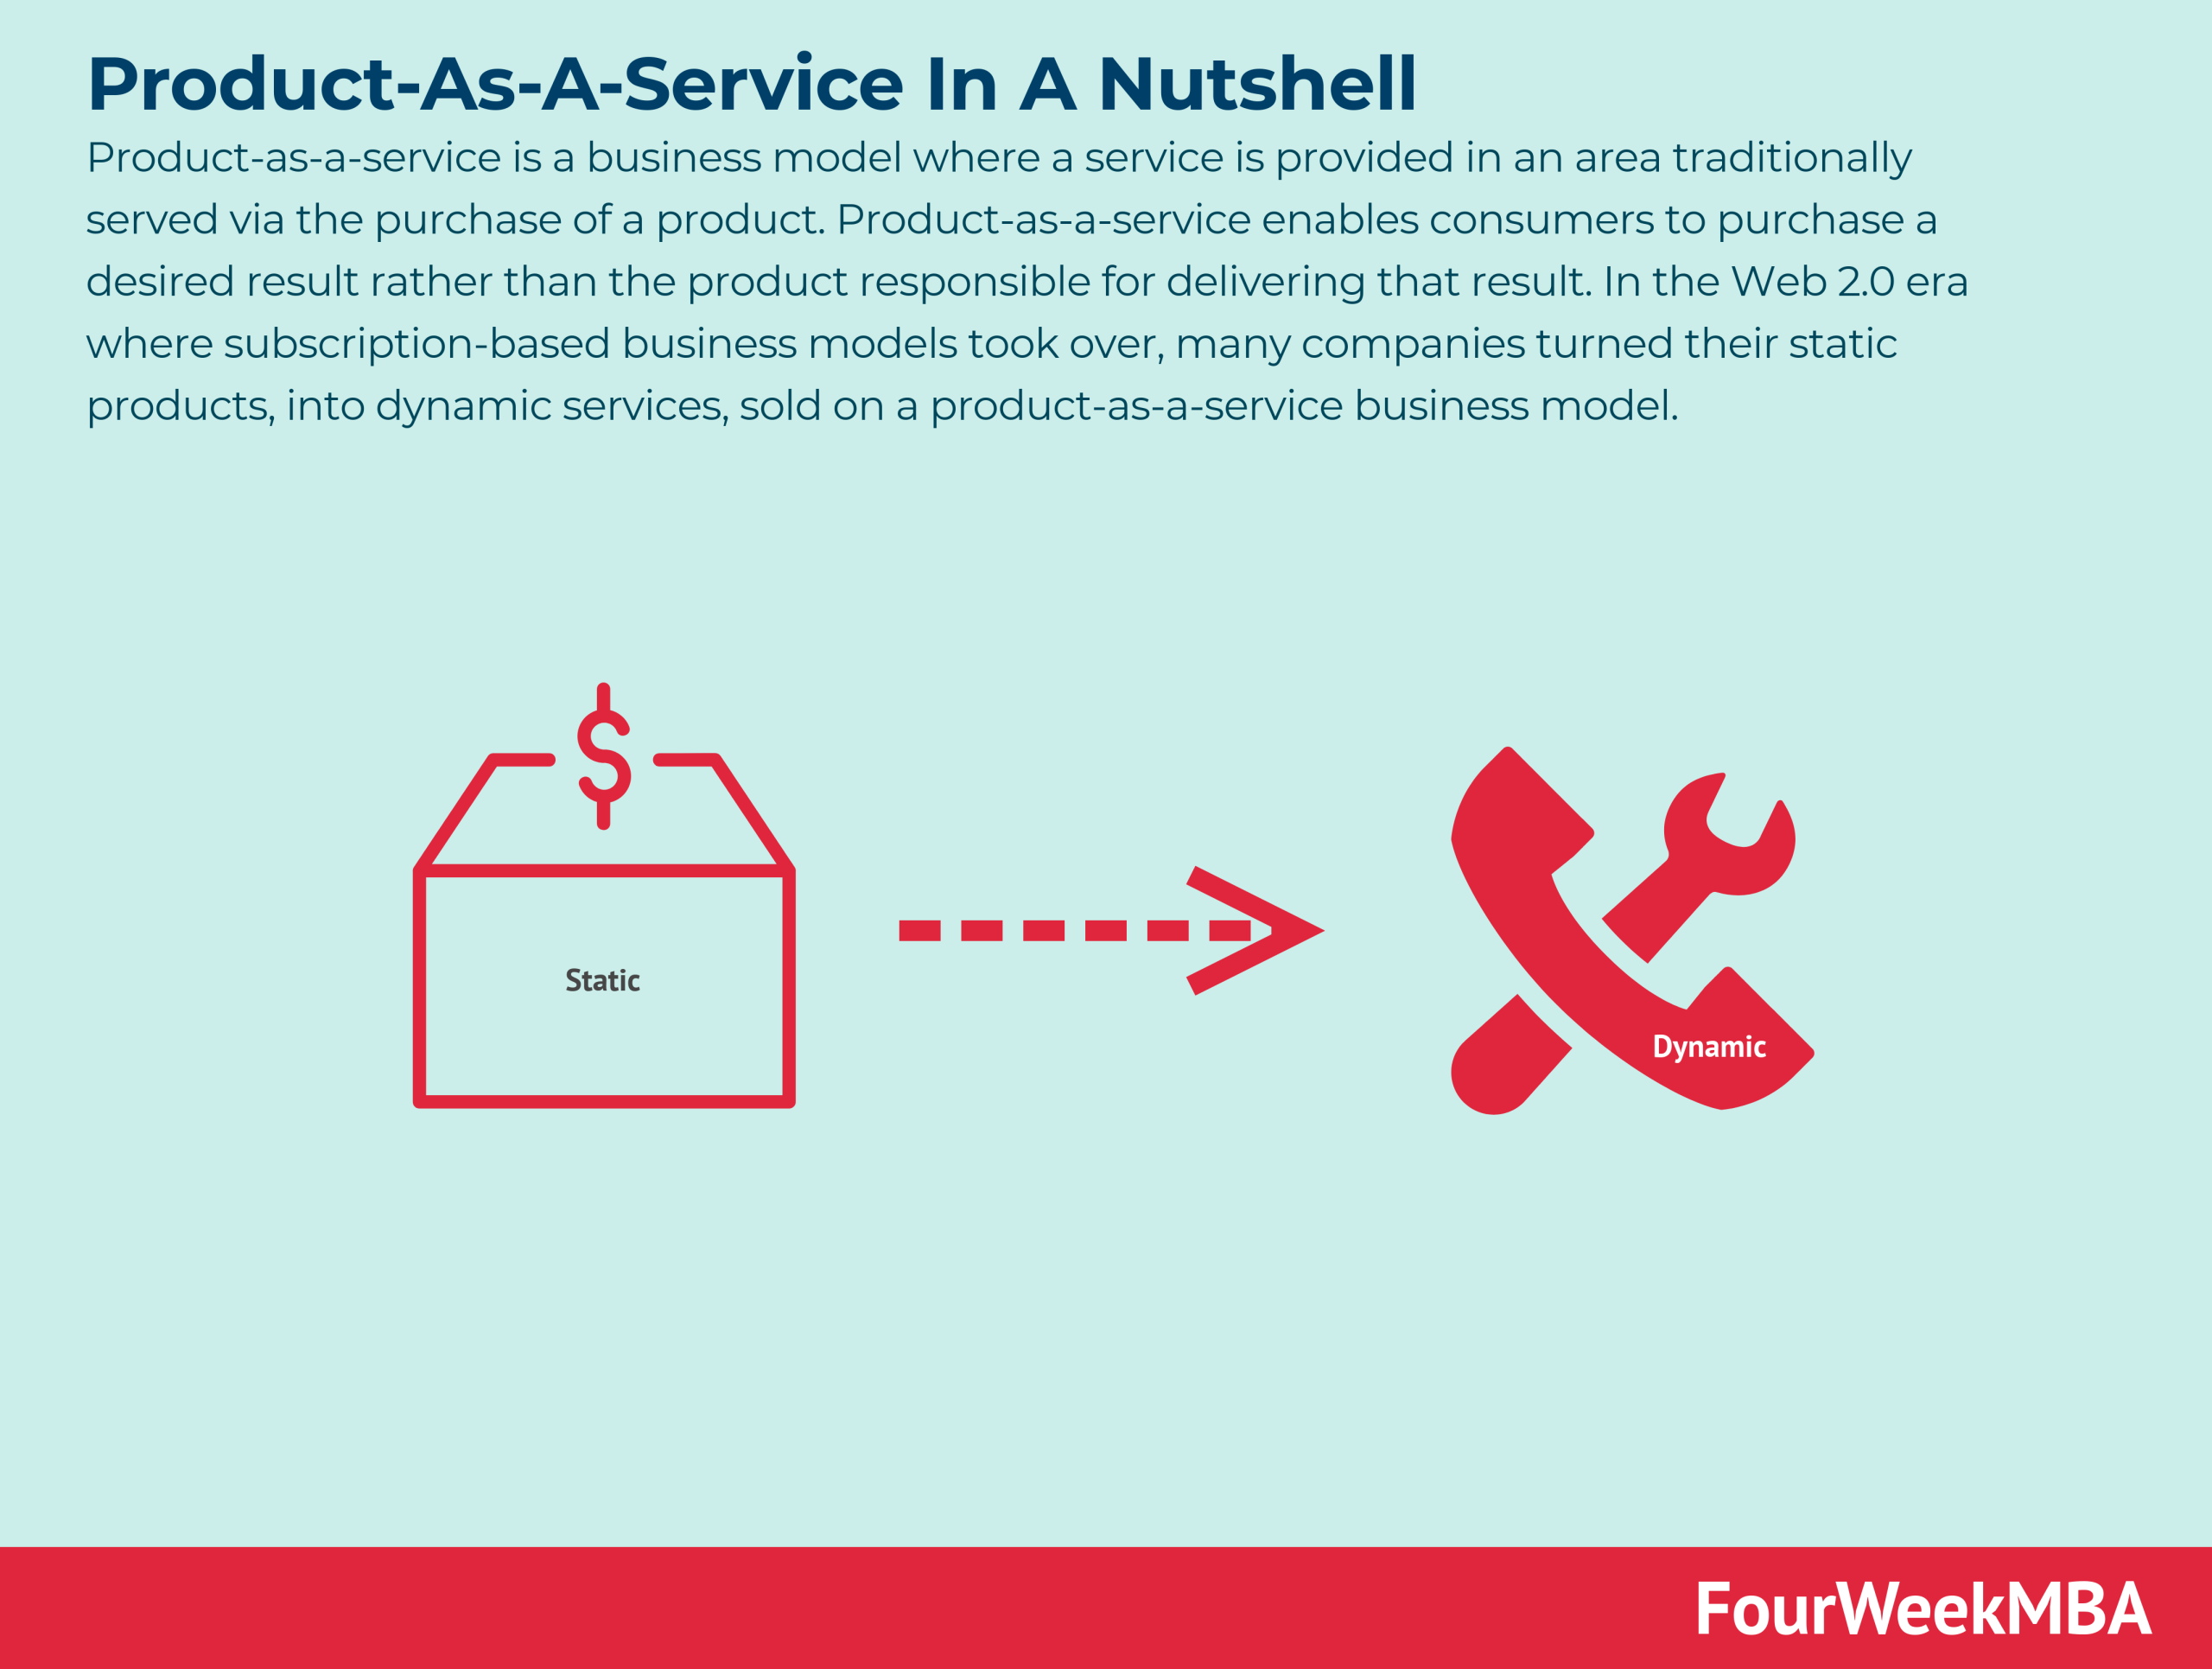 Product-As-A-Service In A Nutshell
Product-as-a-service is a business model where a service is provided in an area traditionally
served via the purchase of a product. Product-as-a-service enables consumers to purchase a
desired result rather than the product responsible for delivering that result. In the Web 2.0 era
where subscription-based business models took over, many companies turned their static
products, into dynamic services, sold on a product-as-a-service business model.
$
Static
Dynamic
FourWeekMBA